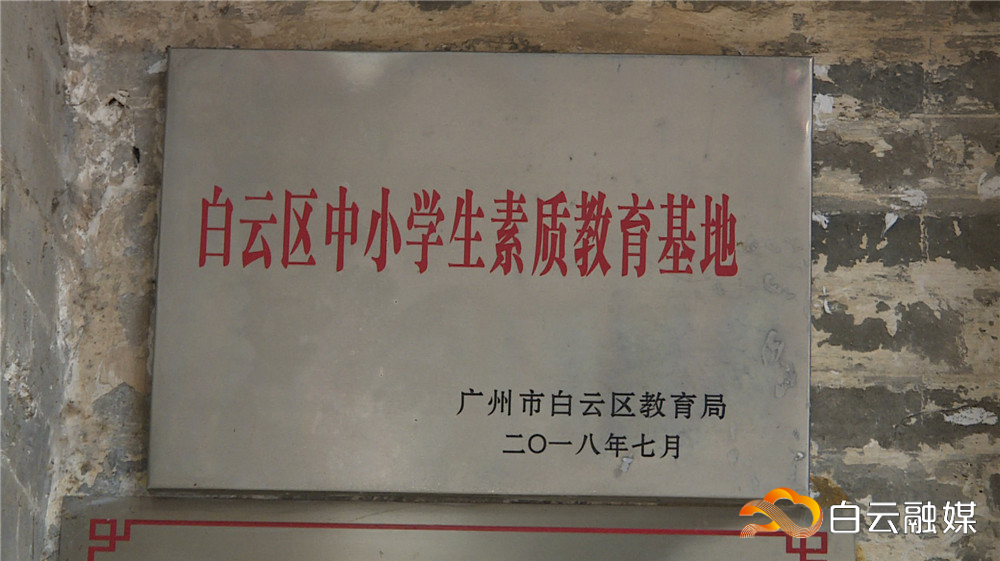 白云区中小学生素质教育基地
广州市白云区教育局
二〇一八年七月
白云融媒